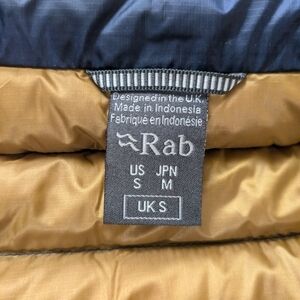 Designed in the U.K.
Made in Indonesia
Fabriqué en Indonésie
Rab
US JPN
S M
UK S